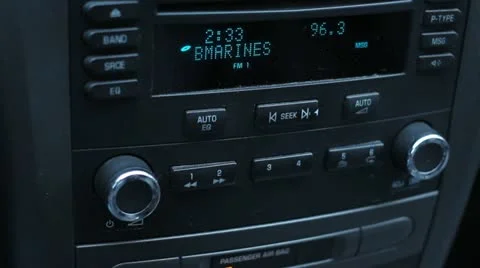 2:33 96.3
BMARINES MSG
FM 1
BAND
SRCE
EQ
P-TYPE
MSG
AUTO
EQ
SEEK
AUTO
1 2
3 4
5 6
PASSENGER AIR BAG